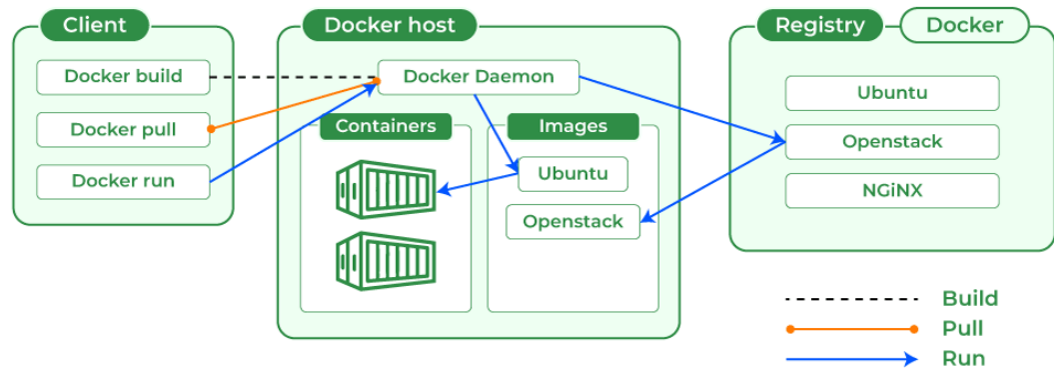 Client
Docker build
Docker pull
Docker run
Docker host
Docker Daemon
Containers
Images
Ubuntu
Openstack
Registry
Docker
Ubuntu
Openstack
NGiNX
Build
Pull
Run